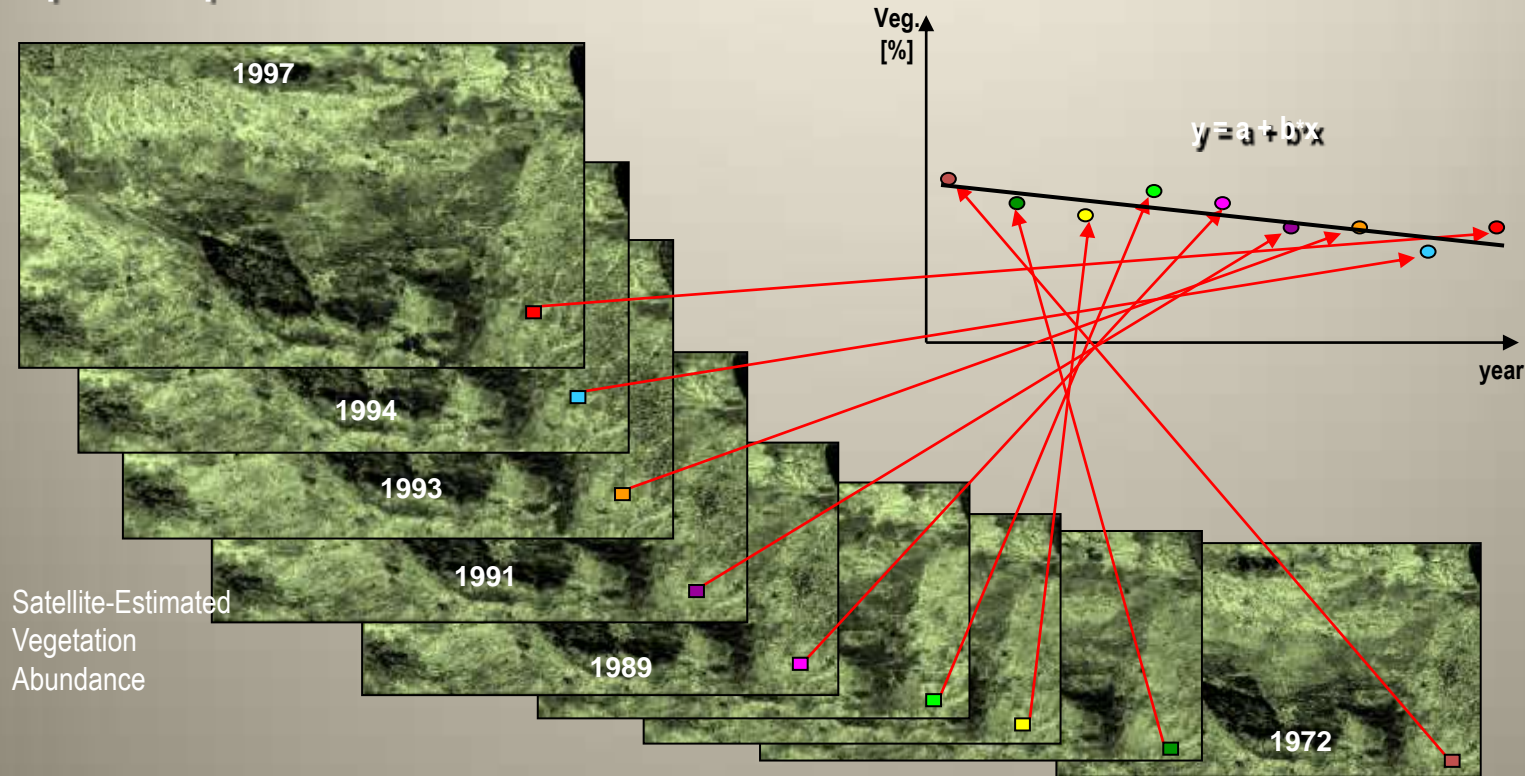 1997
1994
1993
1991
1989
1972
Satellite-Estimated
Vegetation
Abundance
Veg.
[%]
y = a + b*x
year